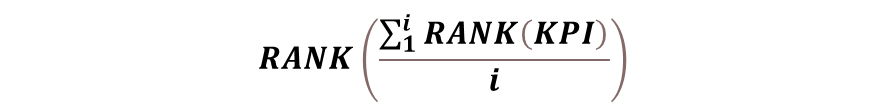 RANK ( ∑₁ⁱ RANK(KPI) / i )